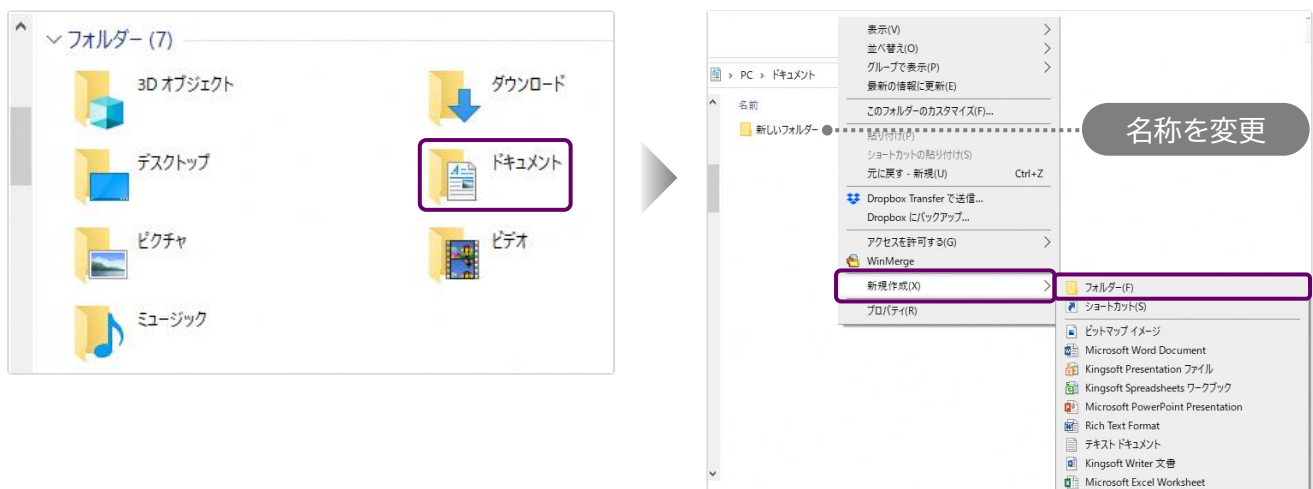 フォルダー (7)
3D オブジェクト
ダウンロード
デスクトップ
ドキュメント
ピクチャ
ビデオ
ミュージック
PC › ドキュメント
名前
新しいフォルダー
名称を変更
表示(V)
並べ替え(O)
グループで表示(P)
最新の情報に更新(E)
このフォルダーのカスタマイズ(F)...
貼り付け(P)
ショートカットの貼り付け(S)
元に戻す - 新規(U) Ctrl+Z
Dropbox Transfer で送信...
Dropbox にバックアップ...
アクセスを許可する(G)
WinMerge
新規作成(X)
プロパティ(R)
フォルダー(F)
ショートカット(S)
ビットマップ イメージ
Microsoft Word Document
Kingsoft Presentation ファイル
Kingsoft Spreadsheets ワークブック
Microsoft PowerPoint Presentation
Rich Text Format
テキスト ドキュメント
Kingsoft Writer 文書
Microsoft Excel Worksheet